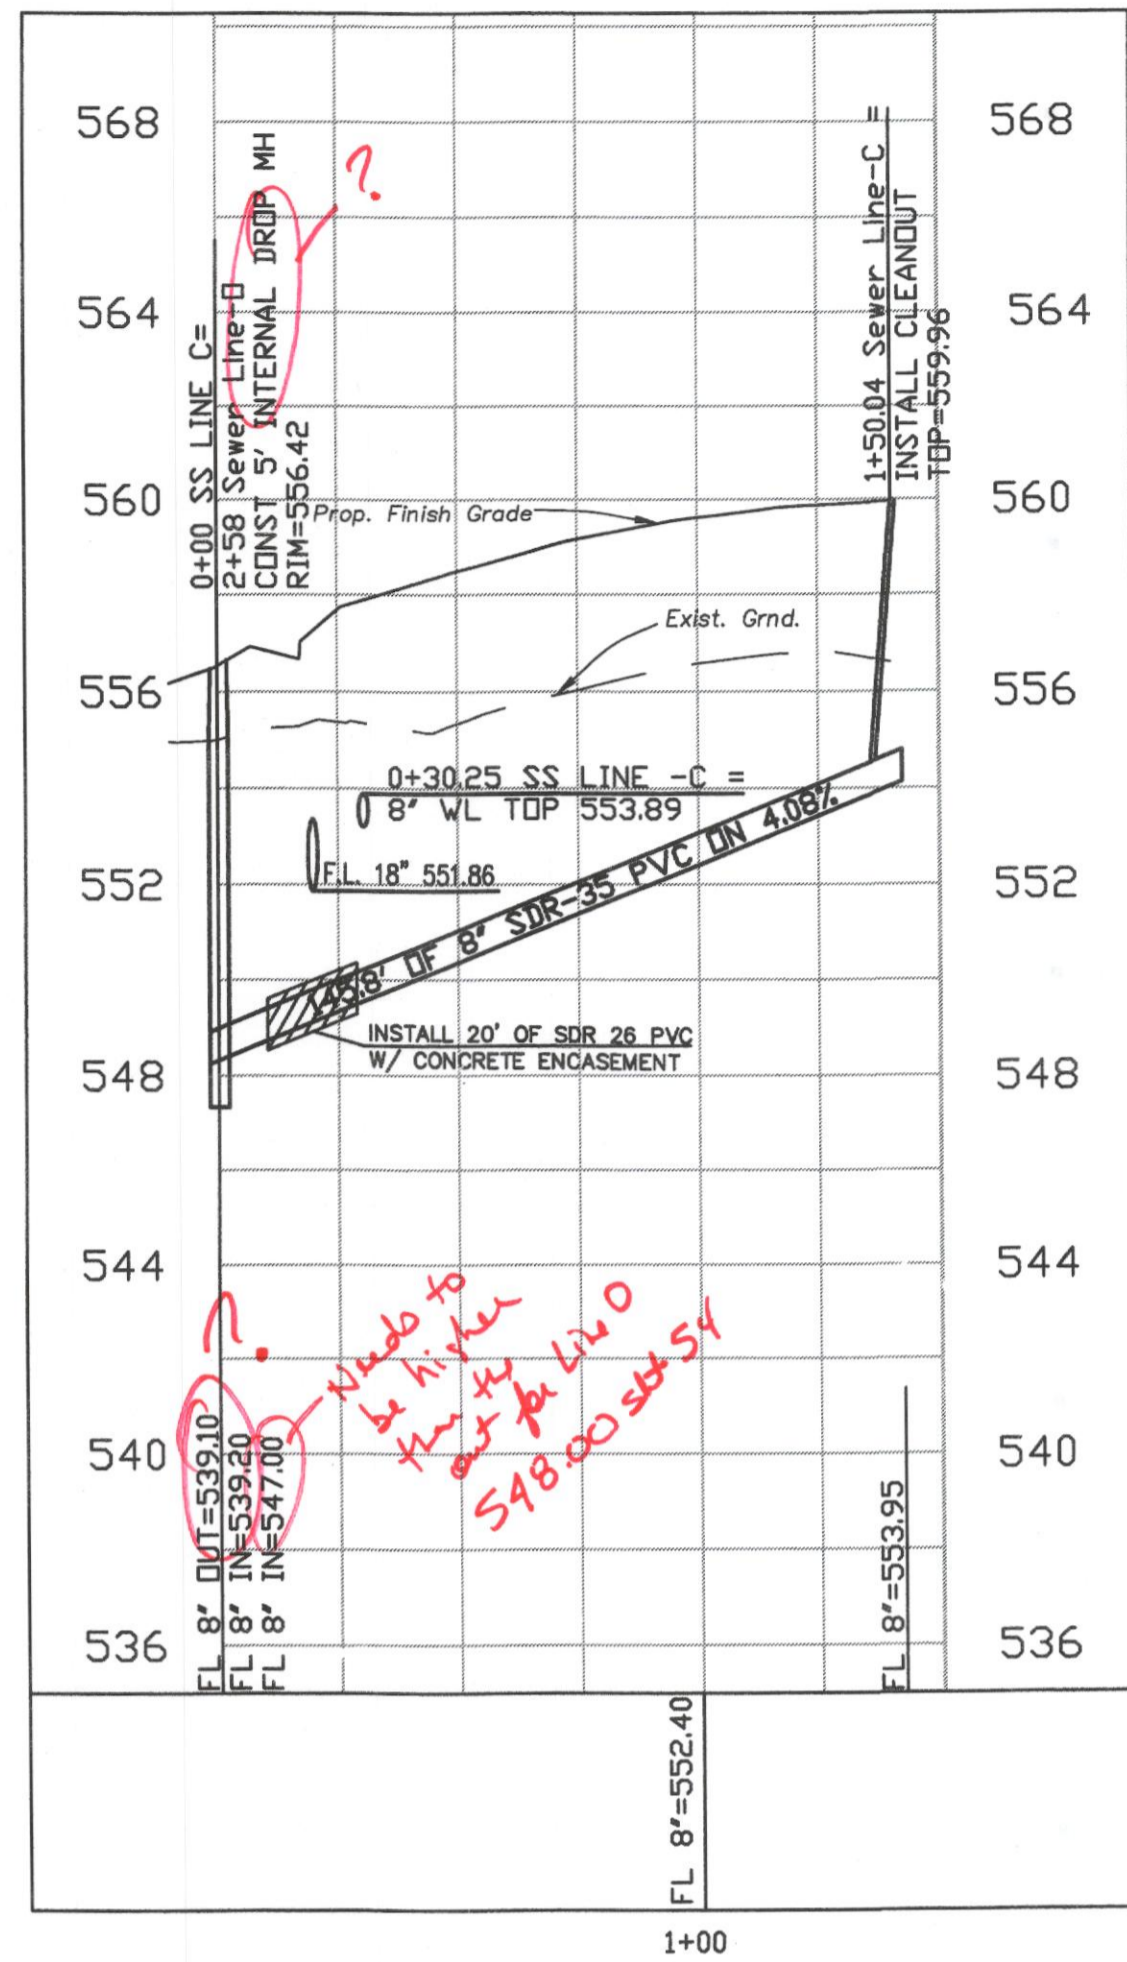 568
568
564
564
560
560
556
556
552
552
548
548
544
544
540
540
536
536
0+00 SS LINE C=
2+58 Sewer Line-O
CONST 5' INTERNAL DROP MH
RIM=556.42
?
1+50.04 Sewer Line-C =
INSTALL CLEANOUT
TOP=559.96
Prop. Finish Grade
Exist. Grnd.
0+30.25 SS LINE -C =
8" WL TOP 553.89
F.L. 18" 551.86
145.8' OF 8" SDR-35 PVC ON 4.08%
INSTALL 20' OF SDR 26 PVC
W/ CONCRETE ENCASEMENT
?
Needs to
be higher
than the
out for Line O
548.00 sht 54
FL 8" OUT=539.10
FL 8" IN=539.20
FL 8" IN=547.00
FL 8"=553.95
FL 8"=552.40
1+00